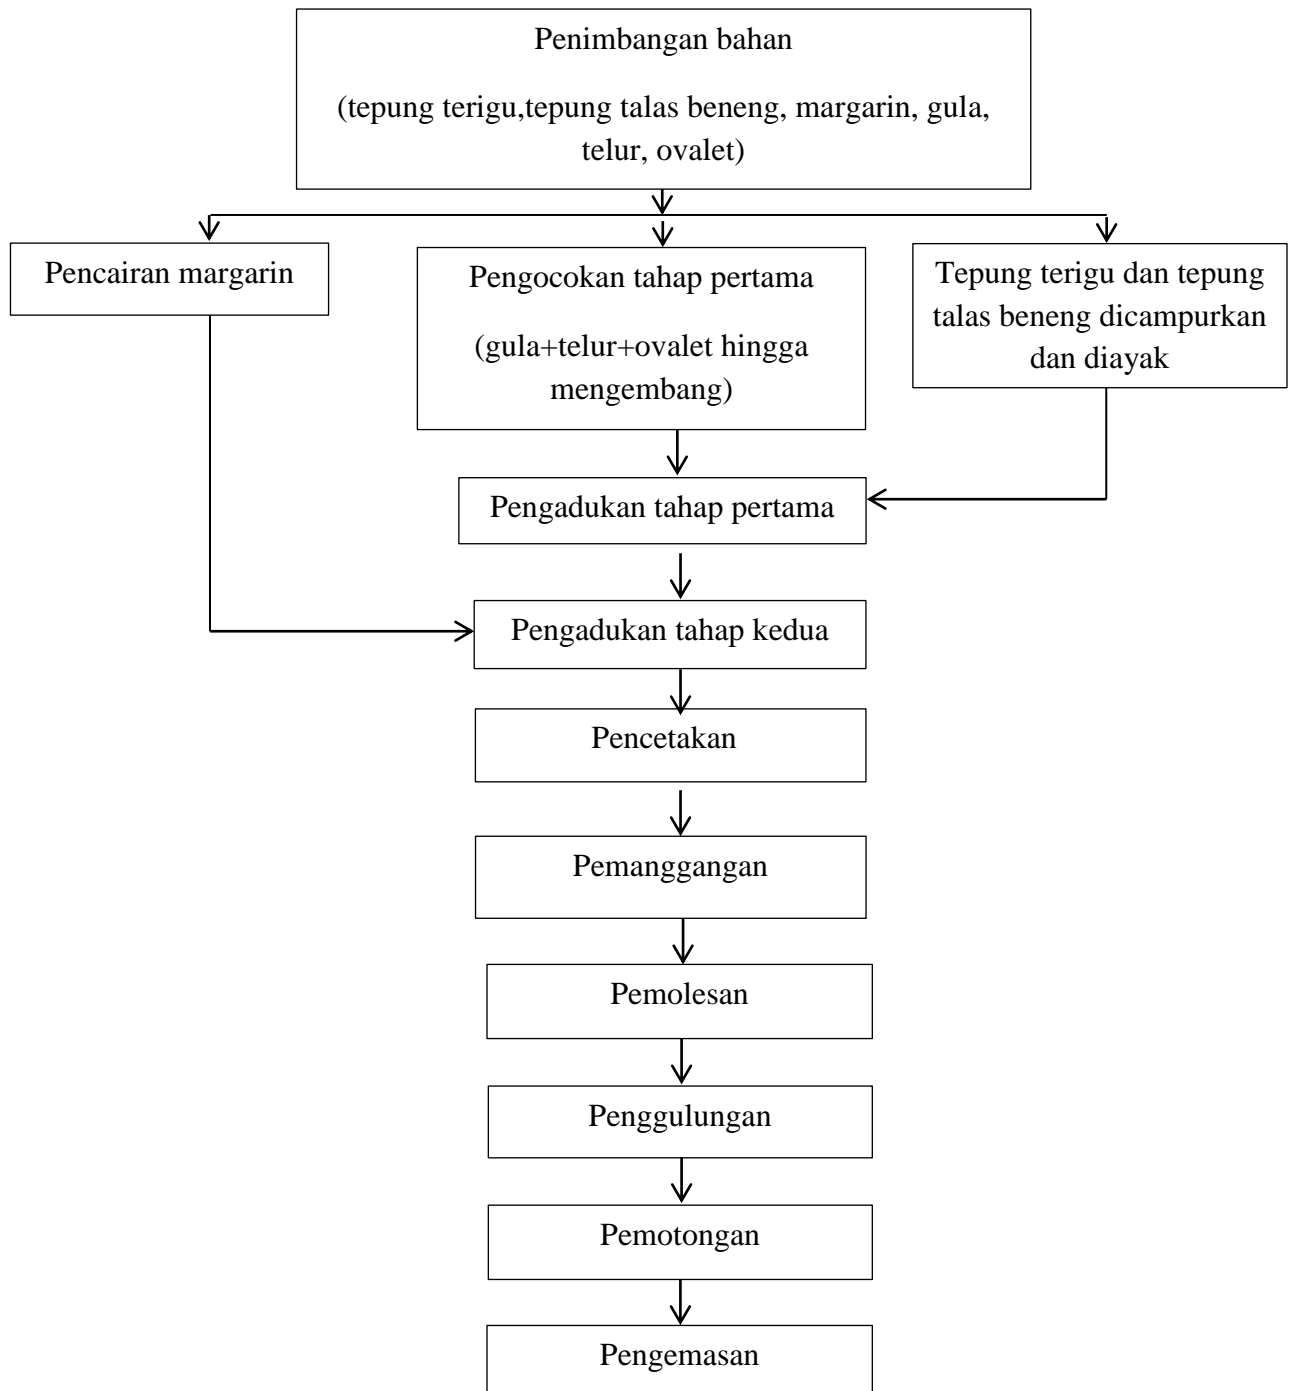 Penimbangan bahan
(tepung terigu,tepung talas beneng, margarin, gula,
telur, ovalet)
Pencairan margarin
Pengocokan tahap pertama
(gula+telur+ovalet hingga
mengembang)
Tepung terigu dan tepung
talas beneng dicampurkan
dan diayak
Pengadukan tahap pertama
Pengadukan tahap kedua
Pencetakan
Pemanggangan
Pemolesan
Penggulungan
Pemotongan
Pengemasan